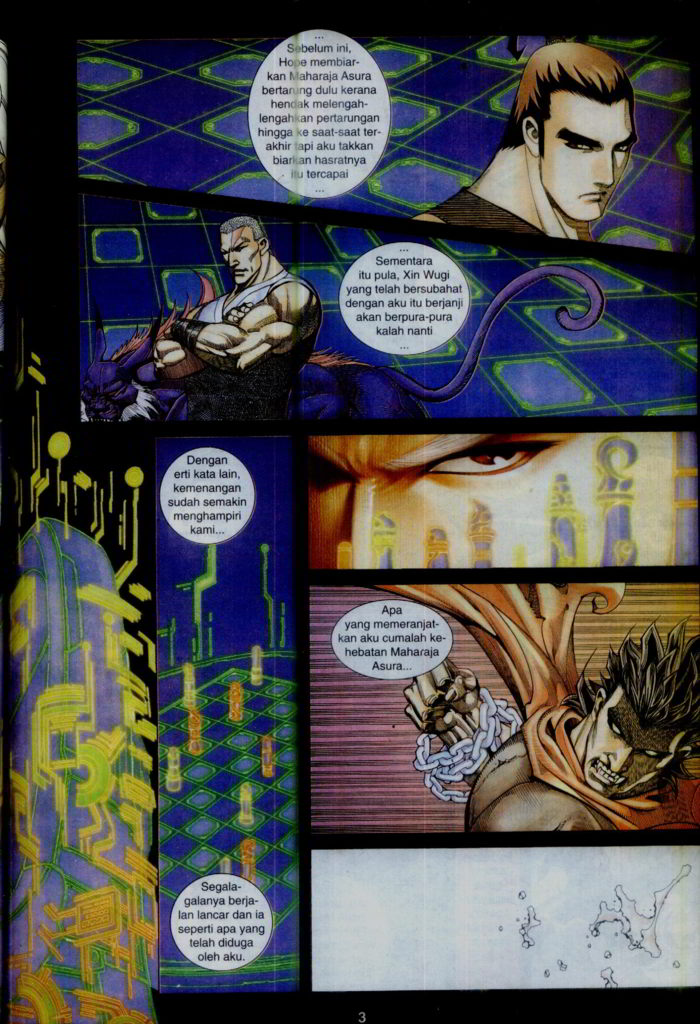 ...
Sebelum ini,
Hope membiar-
kan Maharaja Asura
bertarung dulu kerana
hendak melengah-
lengahkan pertarungan
hingga ke saat-saat ter-
akhir tapi aku takkan
biarkan hasratnya
itu tercapai
...
...
Sementara
itu pula, Xin Wugi
yang telah bersubahat
dengan aku itu berjanji
akan berpura-pura
kalah nanti
...
Dengan
erti kata lain,
kemenangan
sudah semakin
menghampiri
kami...
Apa
yang memeranjat-
kan aku cumalah ke-
hebatan Maharaja
Asura...
Segala-
galanya berja-
lan lancar dan ia
seperti apa yang
telah diduga
oleh aku.
3